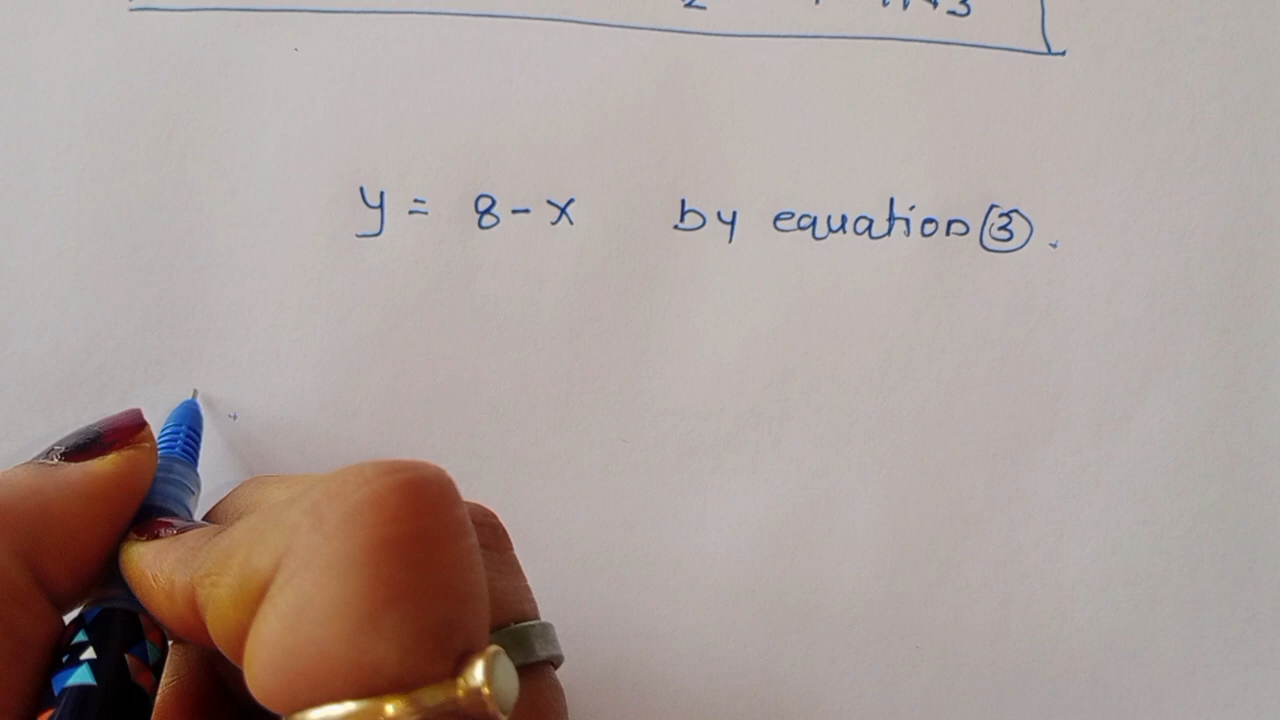 y = 8 - x by equation ③.